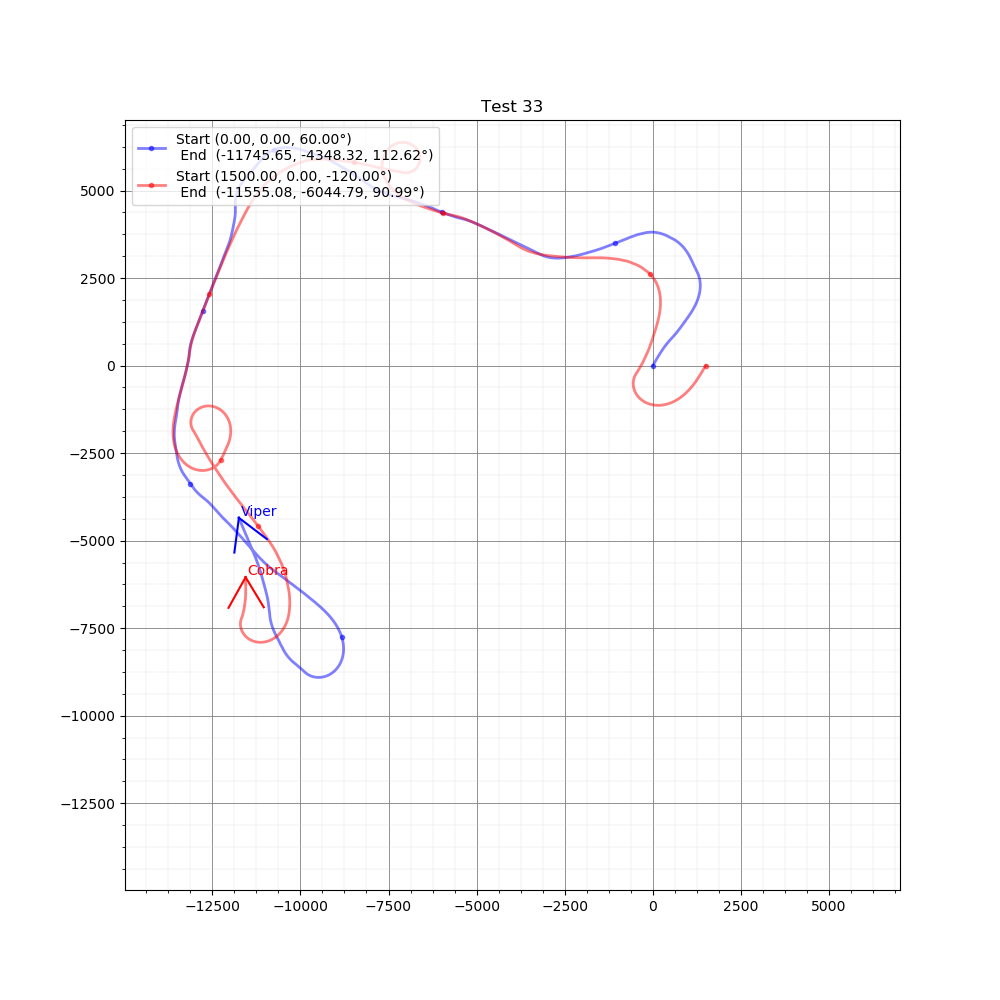 Test 33
Start (0.00, 0.00, 60.00°)
End (-11745.65, -4348.32, 112.62°)
Start (1500.00, 0.00, -120.00°)
End (-11555.08, -6044.79, 90.99°)
5000
2500
0
−2500
−5000
−7500
−10000
−12500
Viper
Cobra
−12500 −10000 −7500 −5000 −2500 0 2500 5000